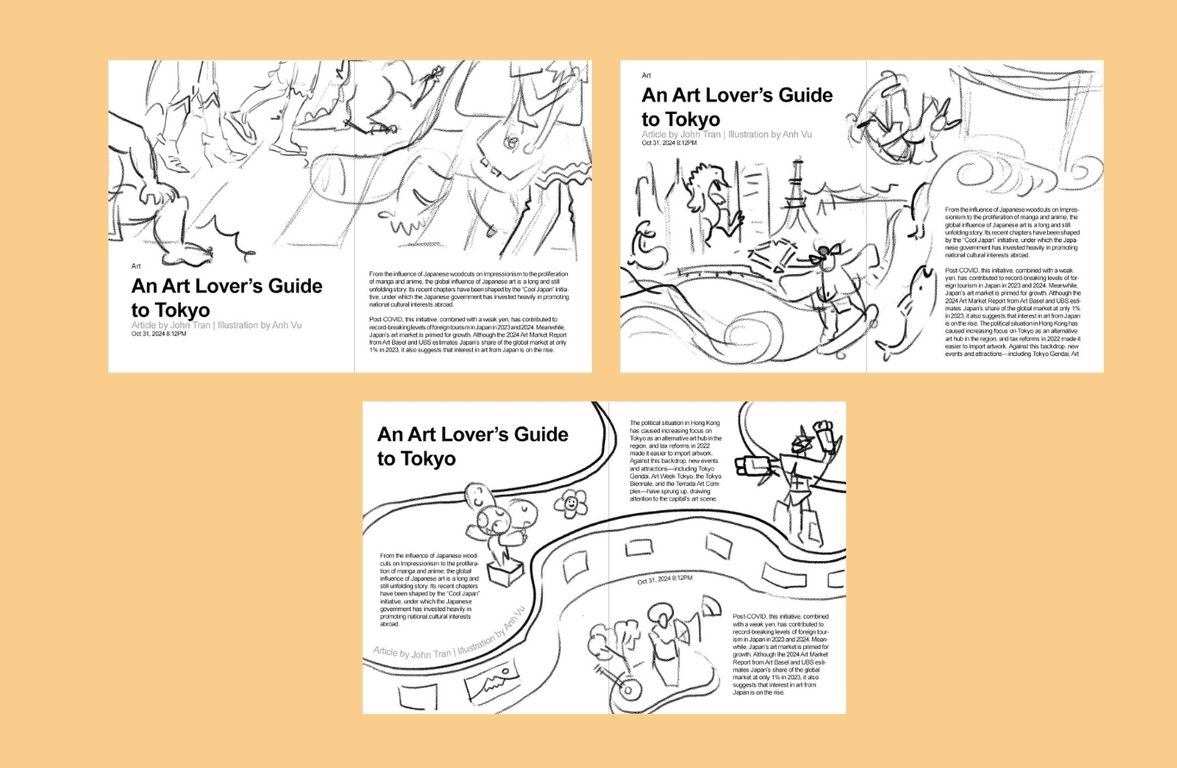 Art
An Art Lover's Guide
to Tokyo
Article by John Tran | Illustration by Anh Vu
Oct 31, 2024 8:12PM
From the influence of Japanese woodcuts on Impressionism to the proliferation
of manga and anime, the global influence of Japanese art is a long and still
unfolding story. Its recent chapters have been shaped by the "Cool Japan" initia-
tive, under which the Japanese government has invested heavily in promoting
national cultural interests abroad.
Post-COVID, this initiative, combined with a weak yen, has contributed to
record-breaking levels of foreign tourism in Japan in 2023 and 2024. Meanwhile,
Japan's art market is primed for growth. Although the 2024 Art Market Report
from Art Basel and UBS estimates Japan's share of the global market at only
1% in 2023, it also suggests that interest in art from Japan is on the rise.
Art
An Art Lover's Guide
to Tokyo
Article by John Tran | Illustration by Anh Vu
Oct 31, 2024 8:12PM
From the influence of Japanese woodcuts on Impres-
sionism to the proliferation of manga and anime, the
global influence of Japanese art is a long and still
unfolding story. Its recent chapters have been shaped
by the "Cool Japan" initiative, under which the Japa-
nese government has invested heavily in promoting
national cultural interests abroad.
Post-COVID, this initiative, combined with a weak
yen, has contributed to record-breaking levels of for-
eign tourism in Japan in 2023 and 2024. Meanwhile,
Japan's art market is primed for growth. Although the
2024 Art Market Report from Art Basel and UBS esti-
mates Japan's share of the global market at only 1%
in 2023, it also suggests that interest in art from Japan
is on the rise. The political situation in Hong Kong has
caused increasing focus on Tokyo as an alternative
art hub in the region, and tax reforms in 2022 made it
easier to import artwork. Against this backdrop, new
events and attractions—including Tokyo Gendai, Art
An Art Lover's Guide
to Tokyo
From the influence of Japanese wood-
cuts on Impressionism to the prolifera-
tion of manga and anime, the global
influence of Japanese art is a long and
still unfolding story. Its recent chapters
have been shaped by the "Cool Japan"
initiative, under which the Japanese
government has invested heavily in
promoting national cultural interests
abroad.
Article by John Tran | Illustration by Anh Vu
The political situation in Hong Kong
has caused increasing focus on
Tokyo as an alternative art hub in the
region, and tax reforms in 2022
made it easier to import artwork.
Against this backdrop, new events
and attractions—including Tokyo
Gendai, Art Week Tokyo, the Tokyo
Biennale, and the Terrada Art Com-
plex—have sprung up, drawing
attention to the capital's art scene.
Oct 31, 2024 8:12PM
Post-COVID, this initiative, combined
with a weak yen, has contributed to
record-breaking levels of foreign tour-
ism in Japan in 2023 and 2024. Mean-
while, Japan's art market is primed for
growth. Although the 2024 Art Market
Report from Art Basel and UBS esti-
mates Japan's share of the global
market at only 1% in 2023, it also
suggests that interest in art from
Japan is on the rise.